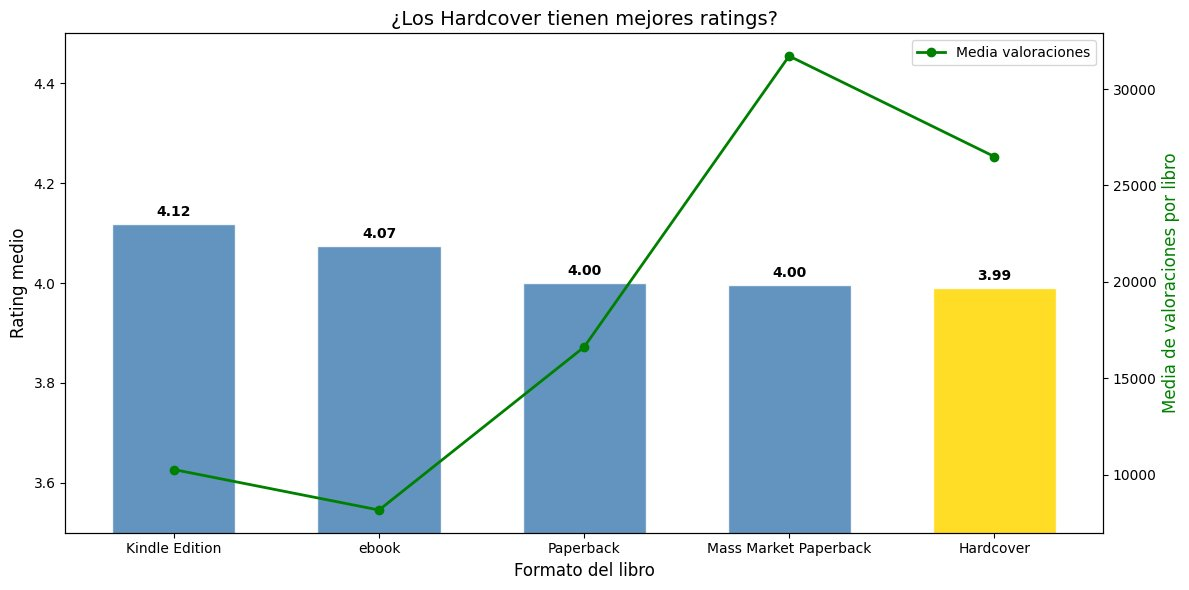 ¿Los Hardcover tienen mejores ratings?
Media valoraciones
Rating medio
4.4
4.2
4.0
3.8
3.6
4.12
4.07
4.00
4.00
3.99
30000
25000
20000
15000
10000
Media de valoraciones por libro
Kindle Edition
ebook
Paperback
Mass Market Paperback
Hardcover
Formato del libro